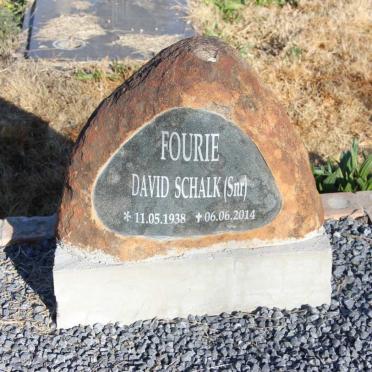 FOURIE
DAVID SCHALK (Snr)
* 11.05.1938 ✝ 06.06.2014